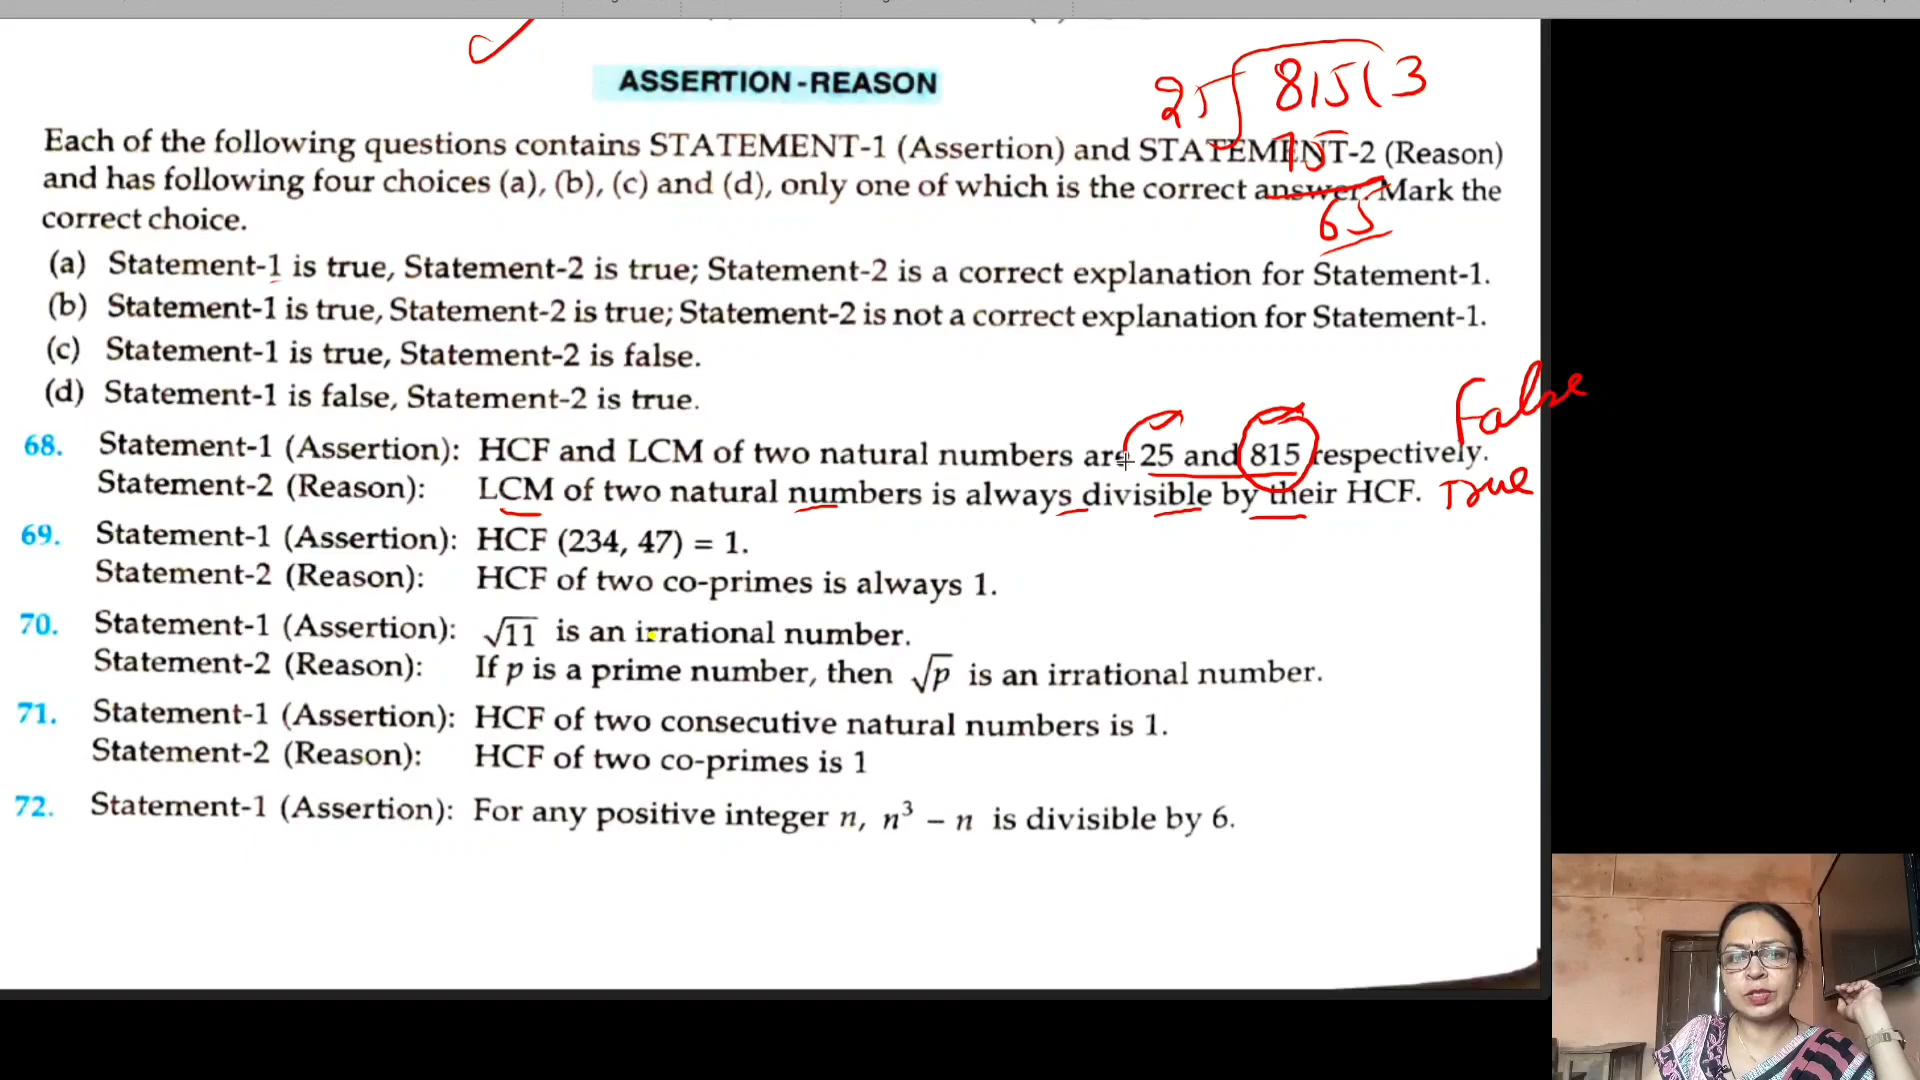 ASSERTION-REASON
25 815 ( 3
75
65
Each of the following questions contains STATEMENT-1 (Assertion) and STATEMENT-2 (Reason)
and has following four choices (a), (b), (c) and (d), only one of which is the correct answer. Mark the
correct choice.
(a) Statement-1 is true, Statement-2 is true; Statement-2 is a correct explanation for Statement-1.
(b) Statement-1 is true, Statement-2 is true; Statement-2 is not a correct explanation for Statement-1.
(c) Statement-1 is true, Statement-2 is false.
(d) Statement-1 is false, Statement-2 is true.
False
68. Statement-1 (Assertion): HCF and LCM of two natural numbers are 25 and 815 respectively.
Statement-2 (Reason): LCM of two natural numbers is always divisible by their HCF. True
69. Statement-1 (Assertion): HCF (234, 47) = 1.
Statement-2 (Reason): HCF of two co-primes is always 1.
70. Statement-1 (Assertion): √11 is an irrational number.
Statement-2 (Reason): If p is a prime number, then √p is an irrational number.
71. Statement-1 (Assertion): HCF of two consecutive natural numbers is 1.
Statement-2 (Reason): HCF of two co-primes is 1
72. Statement-1 (Assertion): For any positive integer n, n³ – n is divisible by 6.